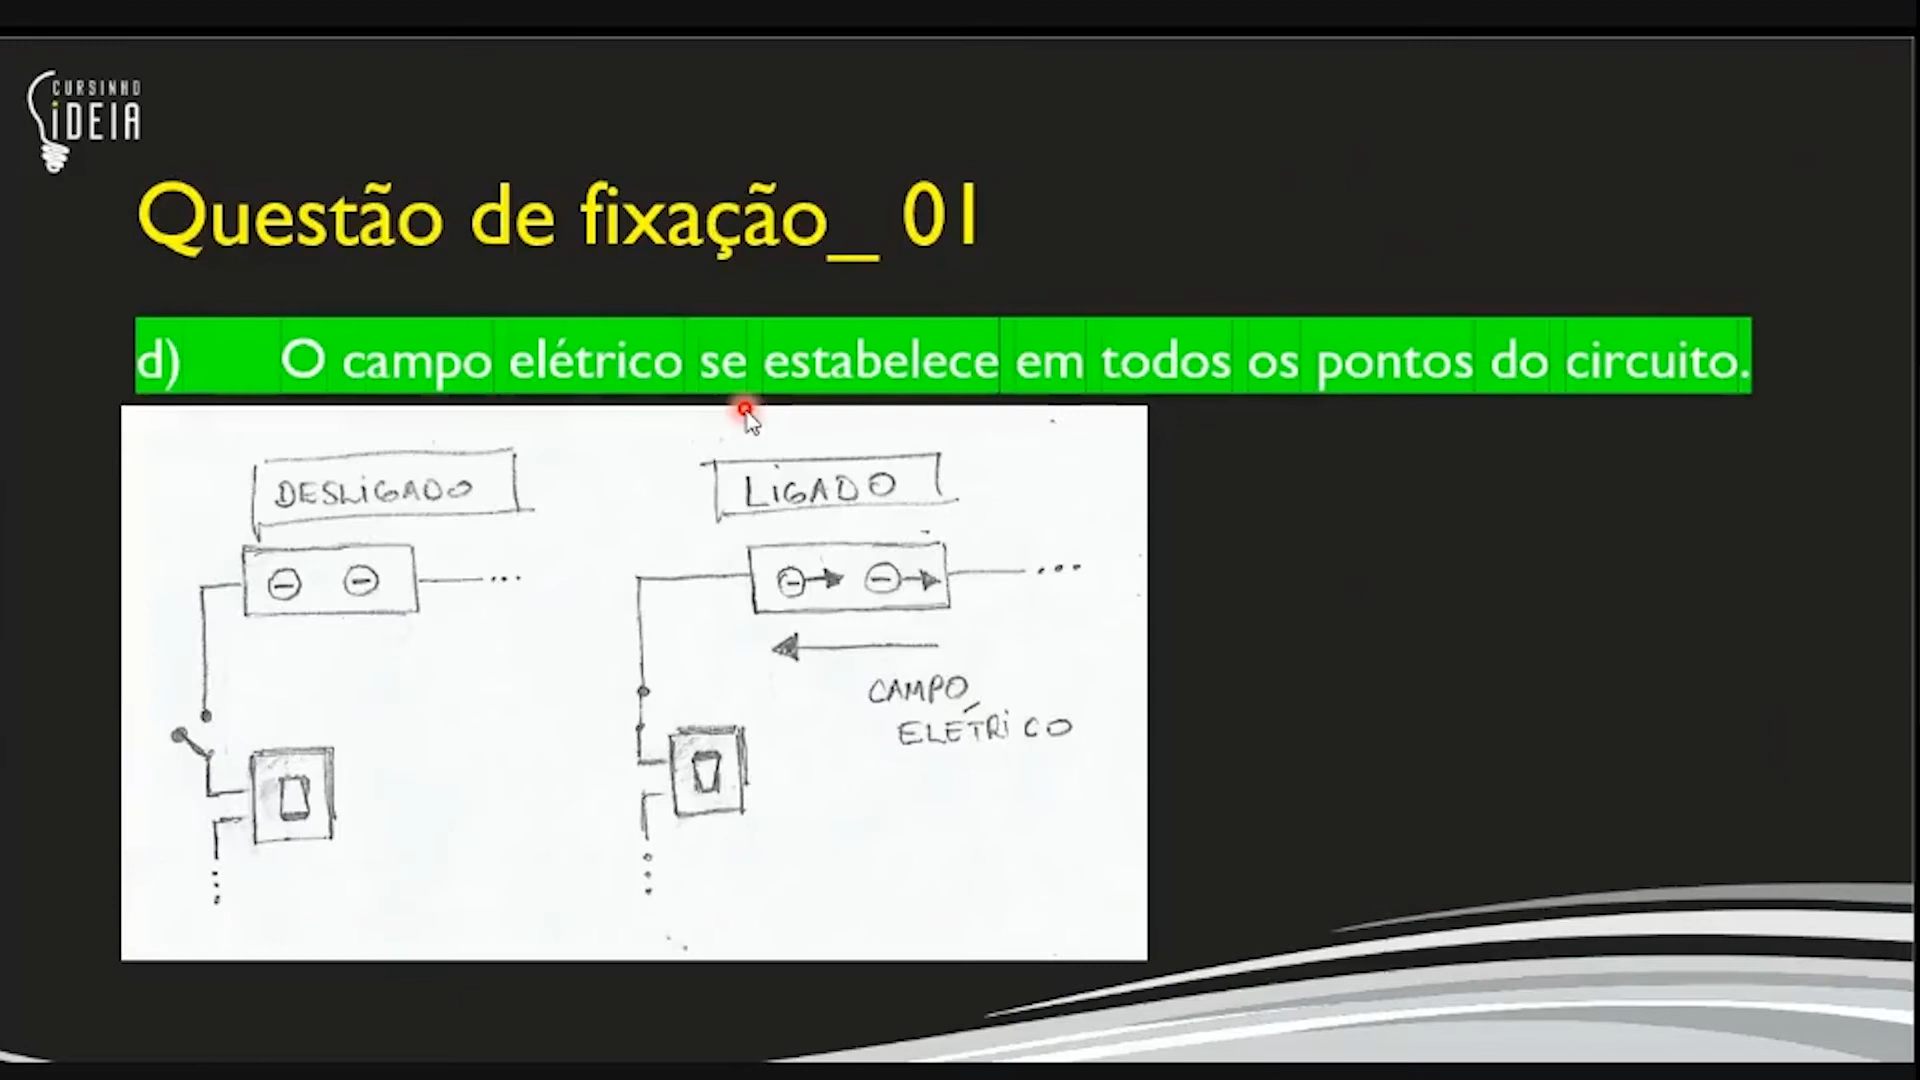 CURSINHO
iDEIA
Questão de fixação_ 01
d) O campo elétrico se estabelece em todos os pontos do circuito.
DESLIGADO
LIGADO
CAMPO
ELÉTRICO